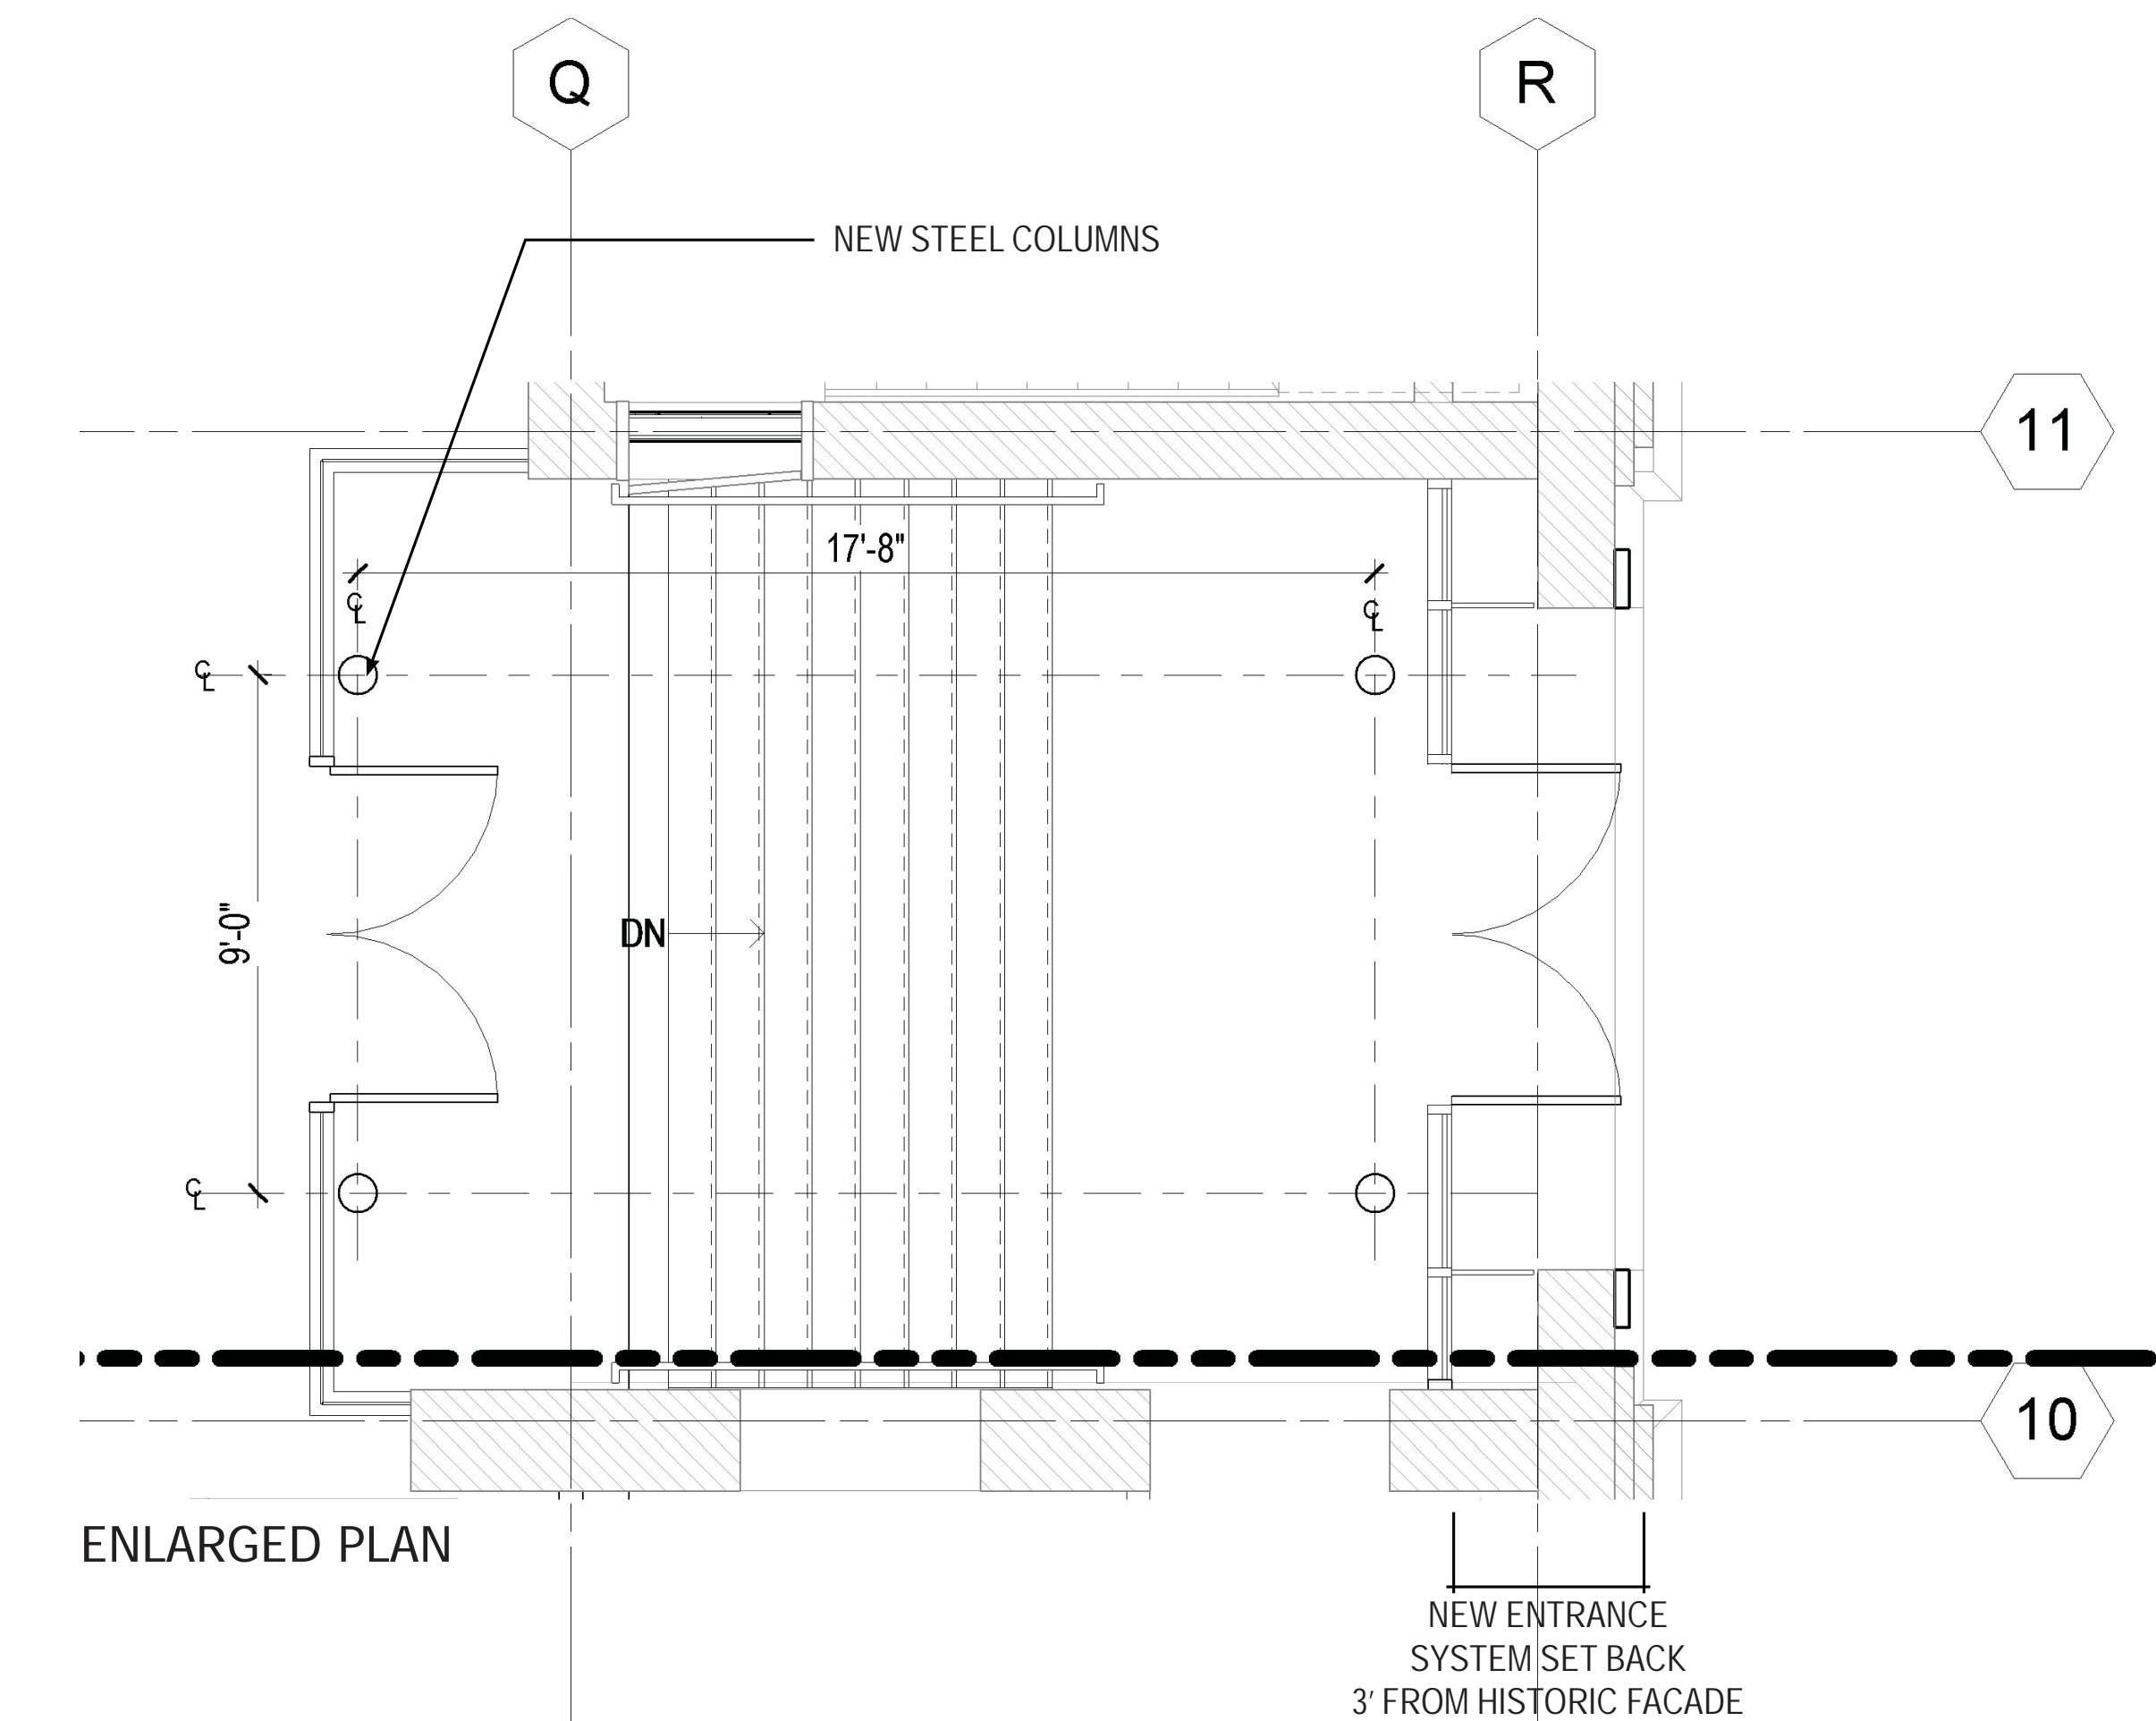 Q
R
NEW STEEL COLUMNS
11
17'-8"
CL
CL
CL
9'-0"
DN
CL
10
ENLARGED PLAN
NEW ENTRANCE
SYSTEM SET BACK
3' FROM HISTORIC FACADE